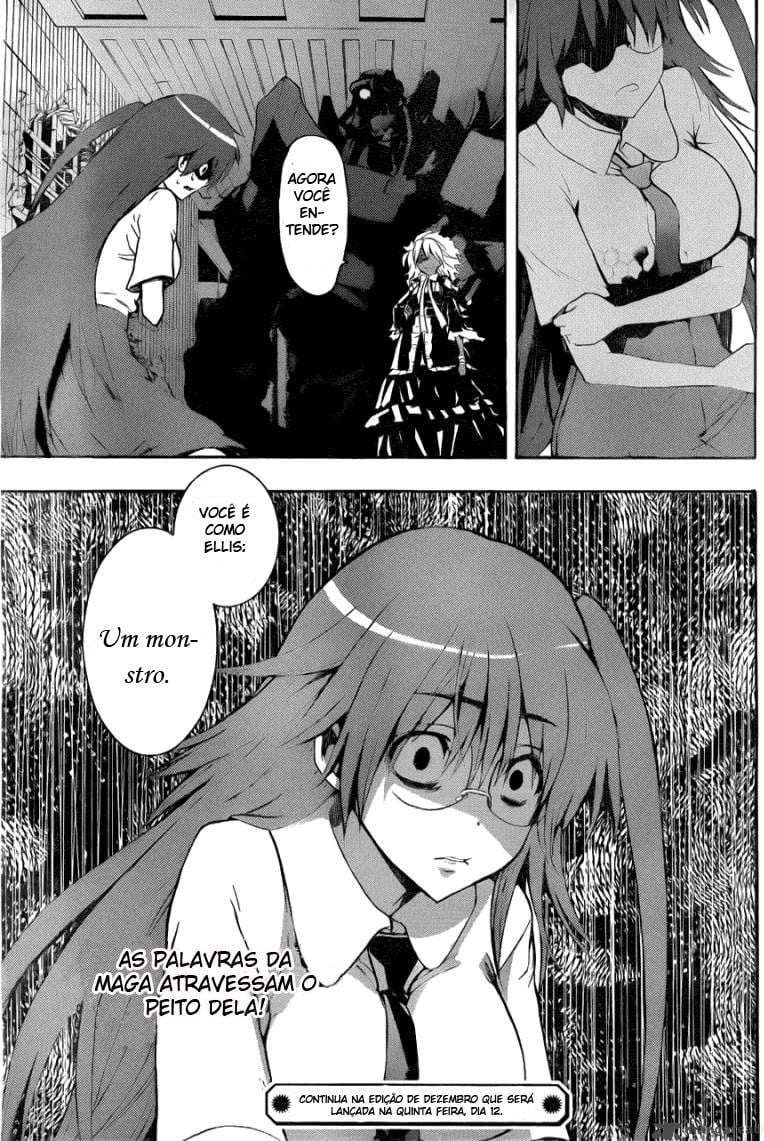 AGORA
VOCÊ
EN-
TENDE?
VOCÊ É
COMO
ELLIS:
Um mon-
stro.
AS PALAVRAS DA
MAGA ATRAVESSAM O
PEITO DELA!
CONTINUA NA EDIÇÃO DE DEZEMBRO QUE SERÁ
LANÇADA NA QUINTA FEIRA, DIA 12.